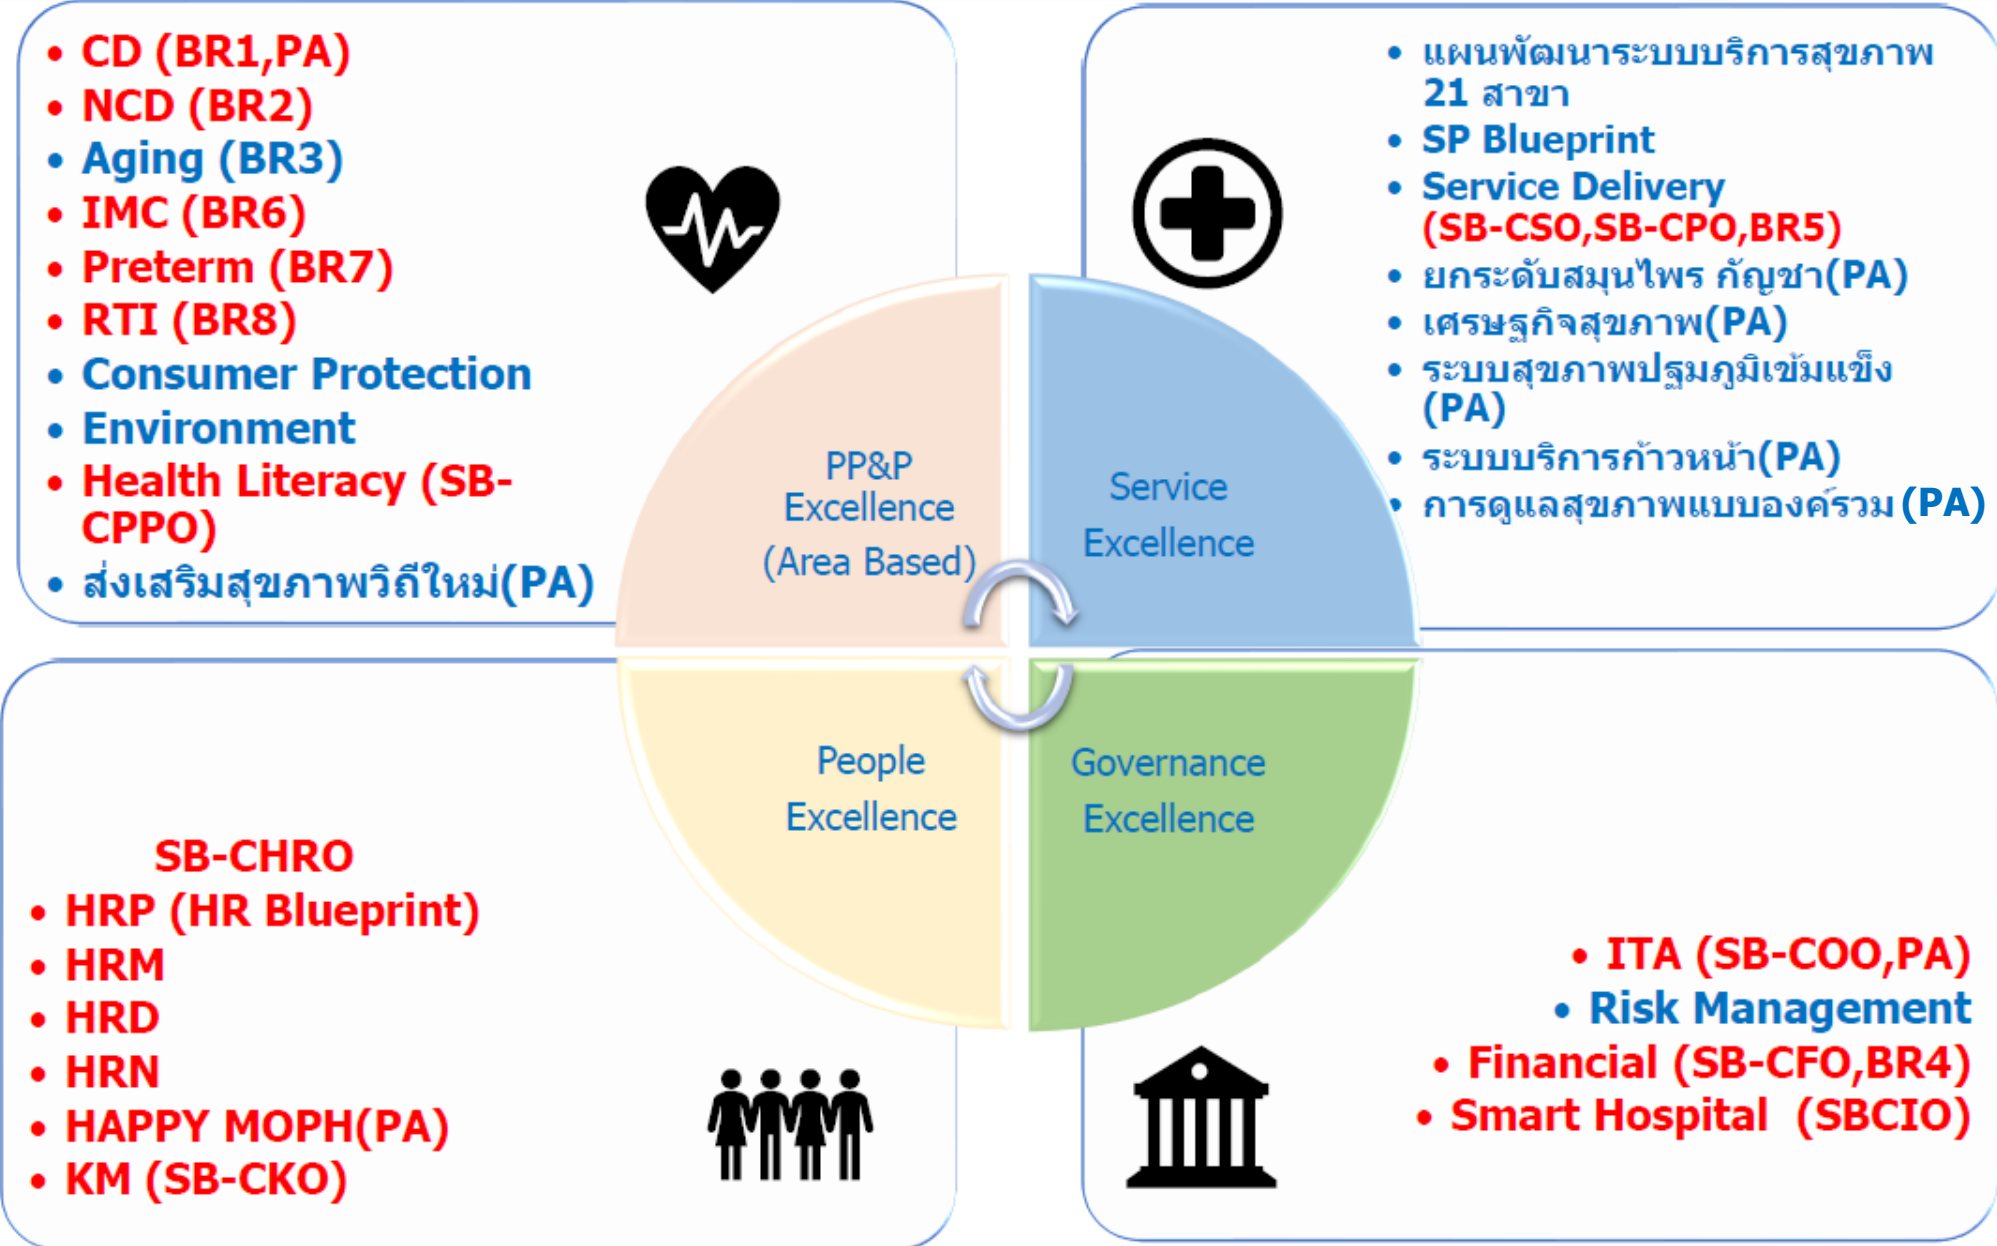 • CD (BR1,PA)
• NCD (BR2)
• Aging (BR3)
• IMC (BR6)
• Preterm (BR7)
• RTI (BR8)
• Consumer Protection
• Environment
• Health Literacy (SB-
CPPO)
• ส่งเสริมสุขภาพวิถีใหม่(PA)
• แผนพัฒนาระบบบริการสุขภาพ
21 สาขา
• SP Blueprint
• Service Delivery
(SB-CSO,SB-CPO,BR5)
• ยกระดับสมุนไพร กัญชา(PA)
• เศรษฐกิจสุขภาพ(PA)
• ระบบสุขภาพปฐมภูมิเข้มแข็ง
(PA)
• ระบบบริการก้าวหน้า(PA)
• การดูแลสุขภาพแบบองค์รวม(PA)
PP&P
Excellence
(Area Based)
Service
Excellence
People
Excellence
Governance
Excellence
SB-CHRO
• HRP (HR Blueprint)
• HRM
• HRD
• HRN
• HAPPY MOPH(PA)
• KM (SB-CKO)
• ITA (SB-COO,PA)
• Risk Management
• Financial (SB-CFO,BR4)
• Smart Hospital (SBCIO)